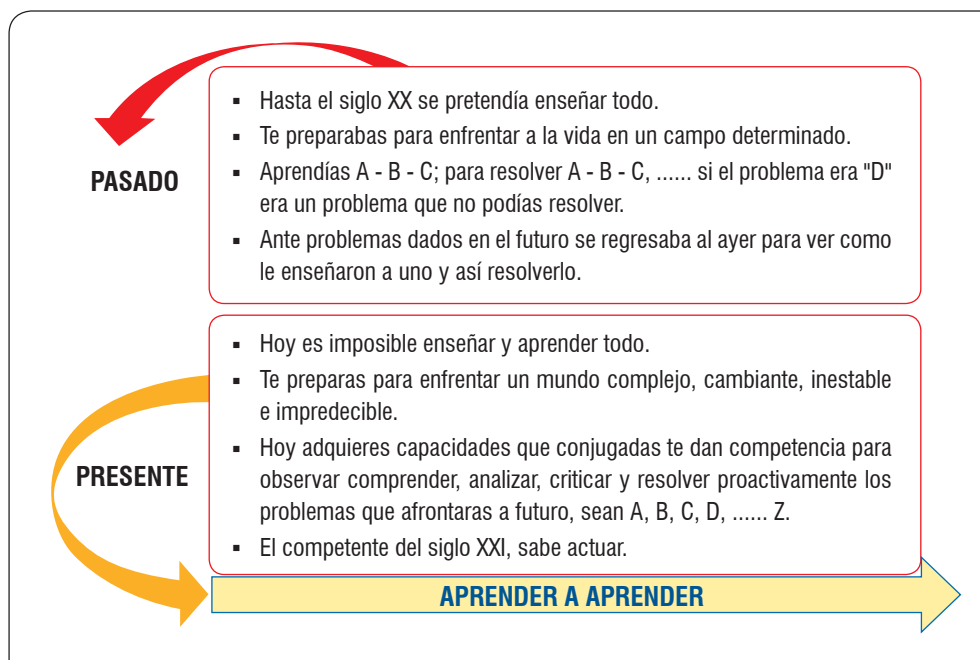 PASADO
▪ Hasta el siglo XX se pretendía enseñar todo.
▪ Te preparabas para enfrentar a la vida en un campo determinado.
▪ Aprendías A - B - C; para resolver A - B - C, ...... si el problema era "D"
era un problema que no podías resolver.
▪ Ante problemas dados en el futuro se regresaba al ayer para ver como
le enseñaron a uno y así resolverlo.
PRESENTE
▪ Hoy es imposible enseñar y aprender todo.
▪ Te preparas para enfrentar un mundo complejo, cambiante, inestable
e impredecible.
▪ Hoy adquieres capacidades que conjugadas te dan competencia para
observar comprender, analizar, criticar y resolver proactivamente los
problemas que afrontaras a futuro, sean A, B, C, D, ...... Z.
▪ El competente del siglo XXI, sabe actuar.
APRENDER A APRENDER